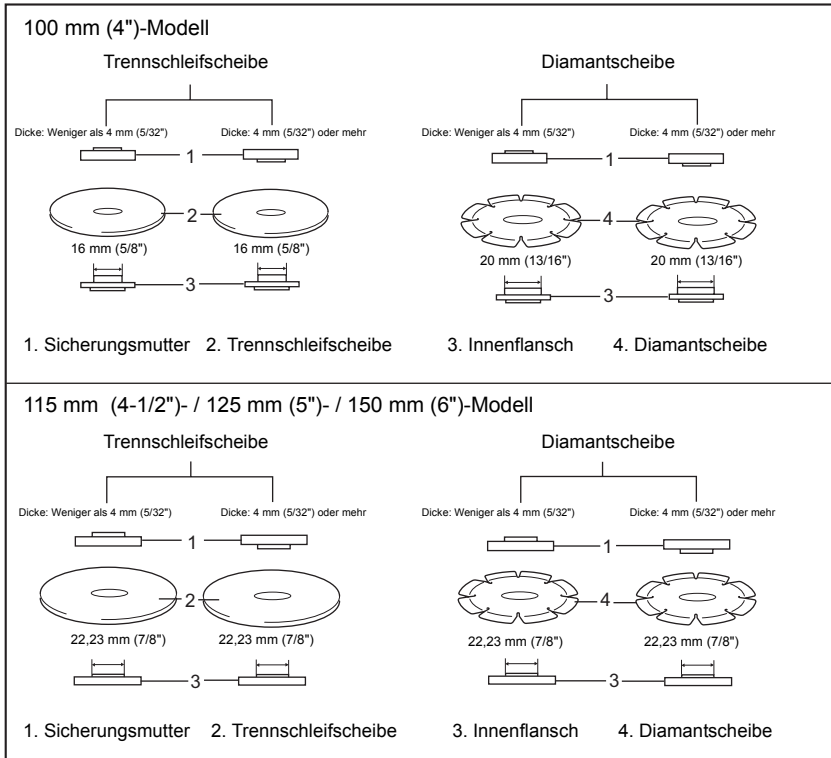 100 mm (4")-Modell
Trennschleifscheibe
Diamantscheibe
Dicke: Weniger als 4 mm (5/32")
Dicke: 4 mm (5/32") oder mehr
Dicke: Weniger als 4 mm (5/32")
Dicke: 4 mm (5/32") oder mehr
1
1
2
4
16 mm (5/8")
16 mm (5/8")
20 mm (13/16")
20 mm (13/16")
3
3
1. Sicherungsmutter 2. Trennschleifscheibe 3. Innenflansch 4. Diamantscheibe
115 mm (4-1/2")- / 125 mm (5")- / 150 mm (6")-Modell
Trennschleifscheibe
Diamantscheibe
Dicke: Weniger als 4 mm (5/32")
Dicke: 4 mm (5/32") oder mehr
Dicke: Weniger als 4 mm (5/32")
Dicke: 4 mm (5/32") oder mehr
1
1
2
4
22,23 mm (7/8")
22,23 mm (7/8")
22,23 mm (7/8")
22,23 mm (7/8")
3
3
1. Sicherungsmutter 2. Trennschleifscheibe 3. Innenflansch 4. Diamantscheibe